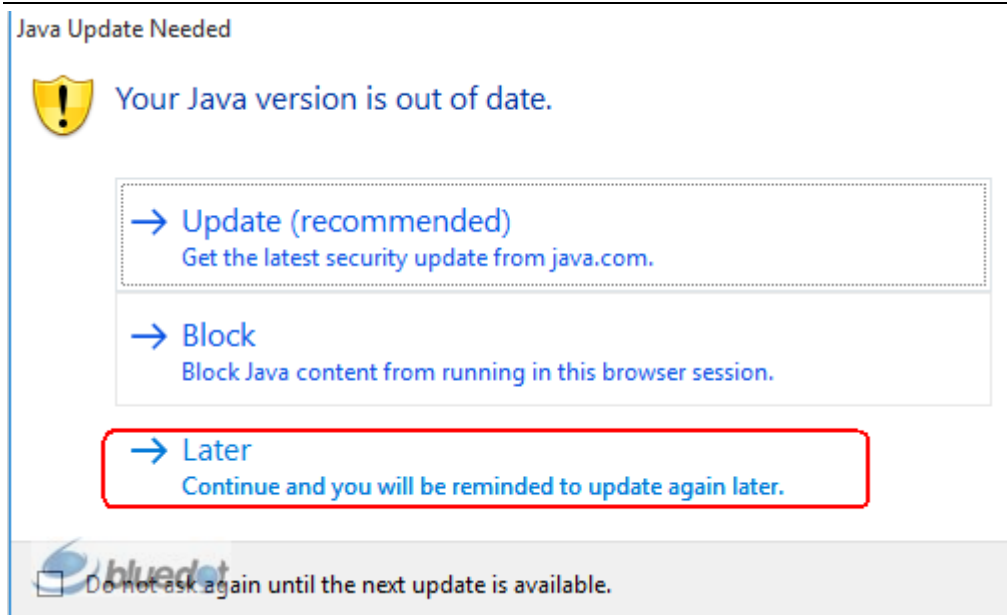 Java Update Needed
Your Java version is out of date.
Update (recommended)
Get the latest security update from java.com.
Block
Block Java content from running in this browser session.
Later
Continue and you will be reminded to update again later.
bluedot
Do not ask again until the next update is available.